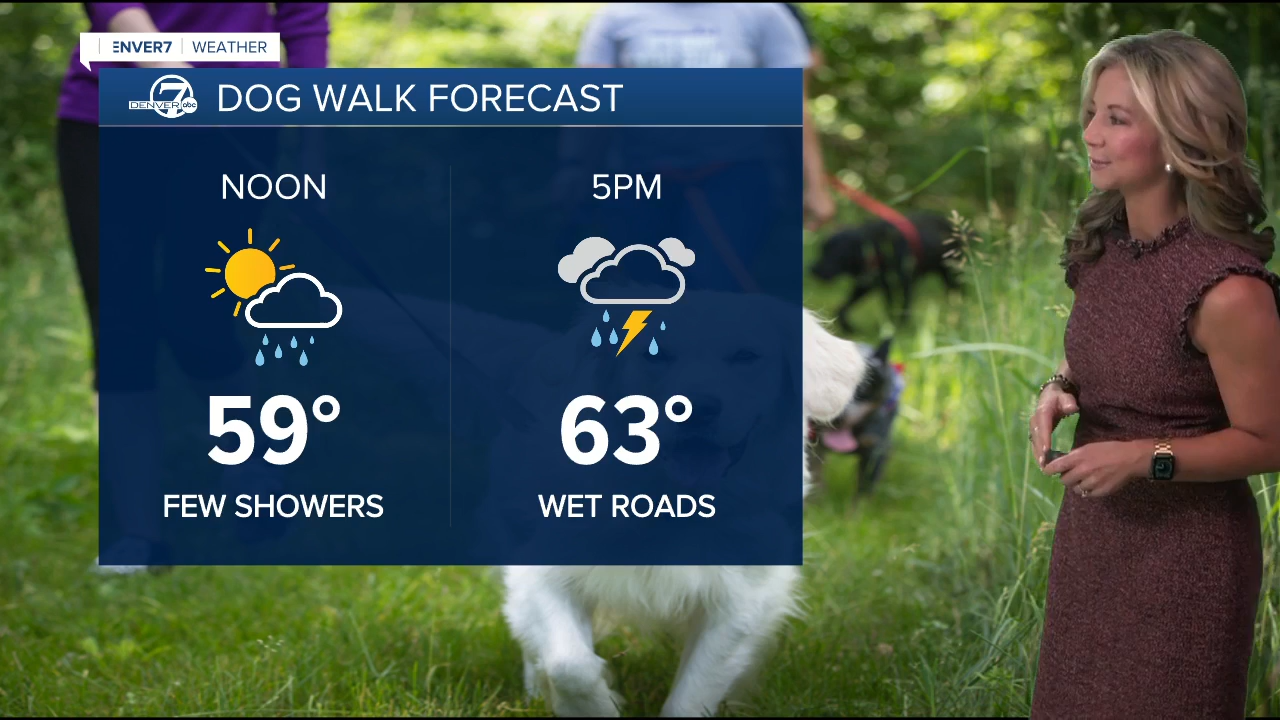 ENVER7 | WEATHER
DENVER 7 abc
DOG WALK FORECAST
NOON
5PM
59°
63°
FEW SHOWERS
WET ROADS